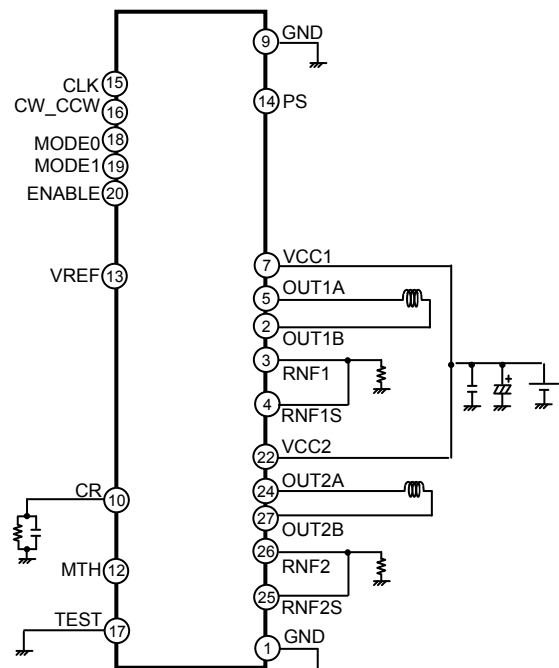 9 GND
15 CLK
14 PS
16 CW_CCW
18 MODE0
19 MODE1
20 ENABLE
7 VCC1
13 VREF
5 OUT1A
2 OUT1B
3 RNF1
4 RNF1S
+
22 VCC2
24 OUT2A
10 CR
27 OUT2B
26 RNF2
12 MTH
25 RNF2S
17 TEST
1 GND